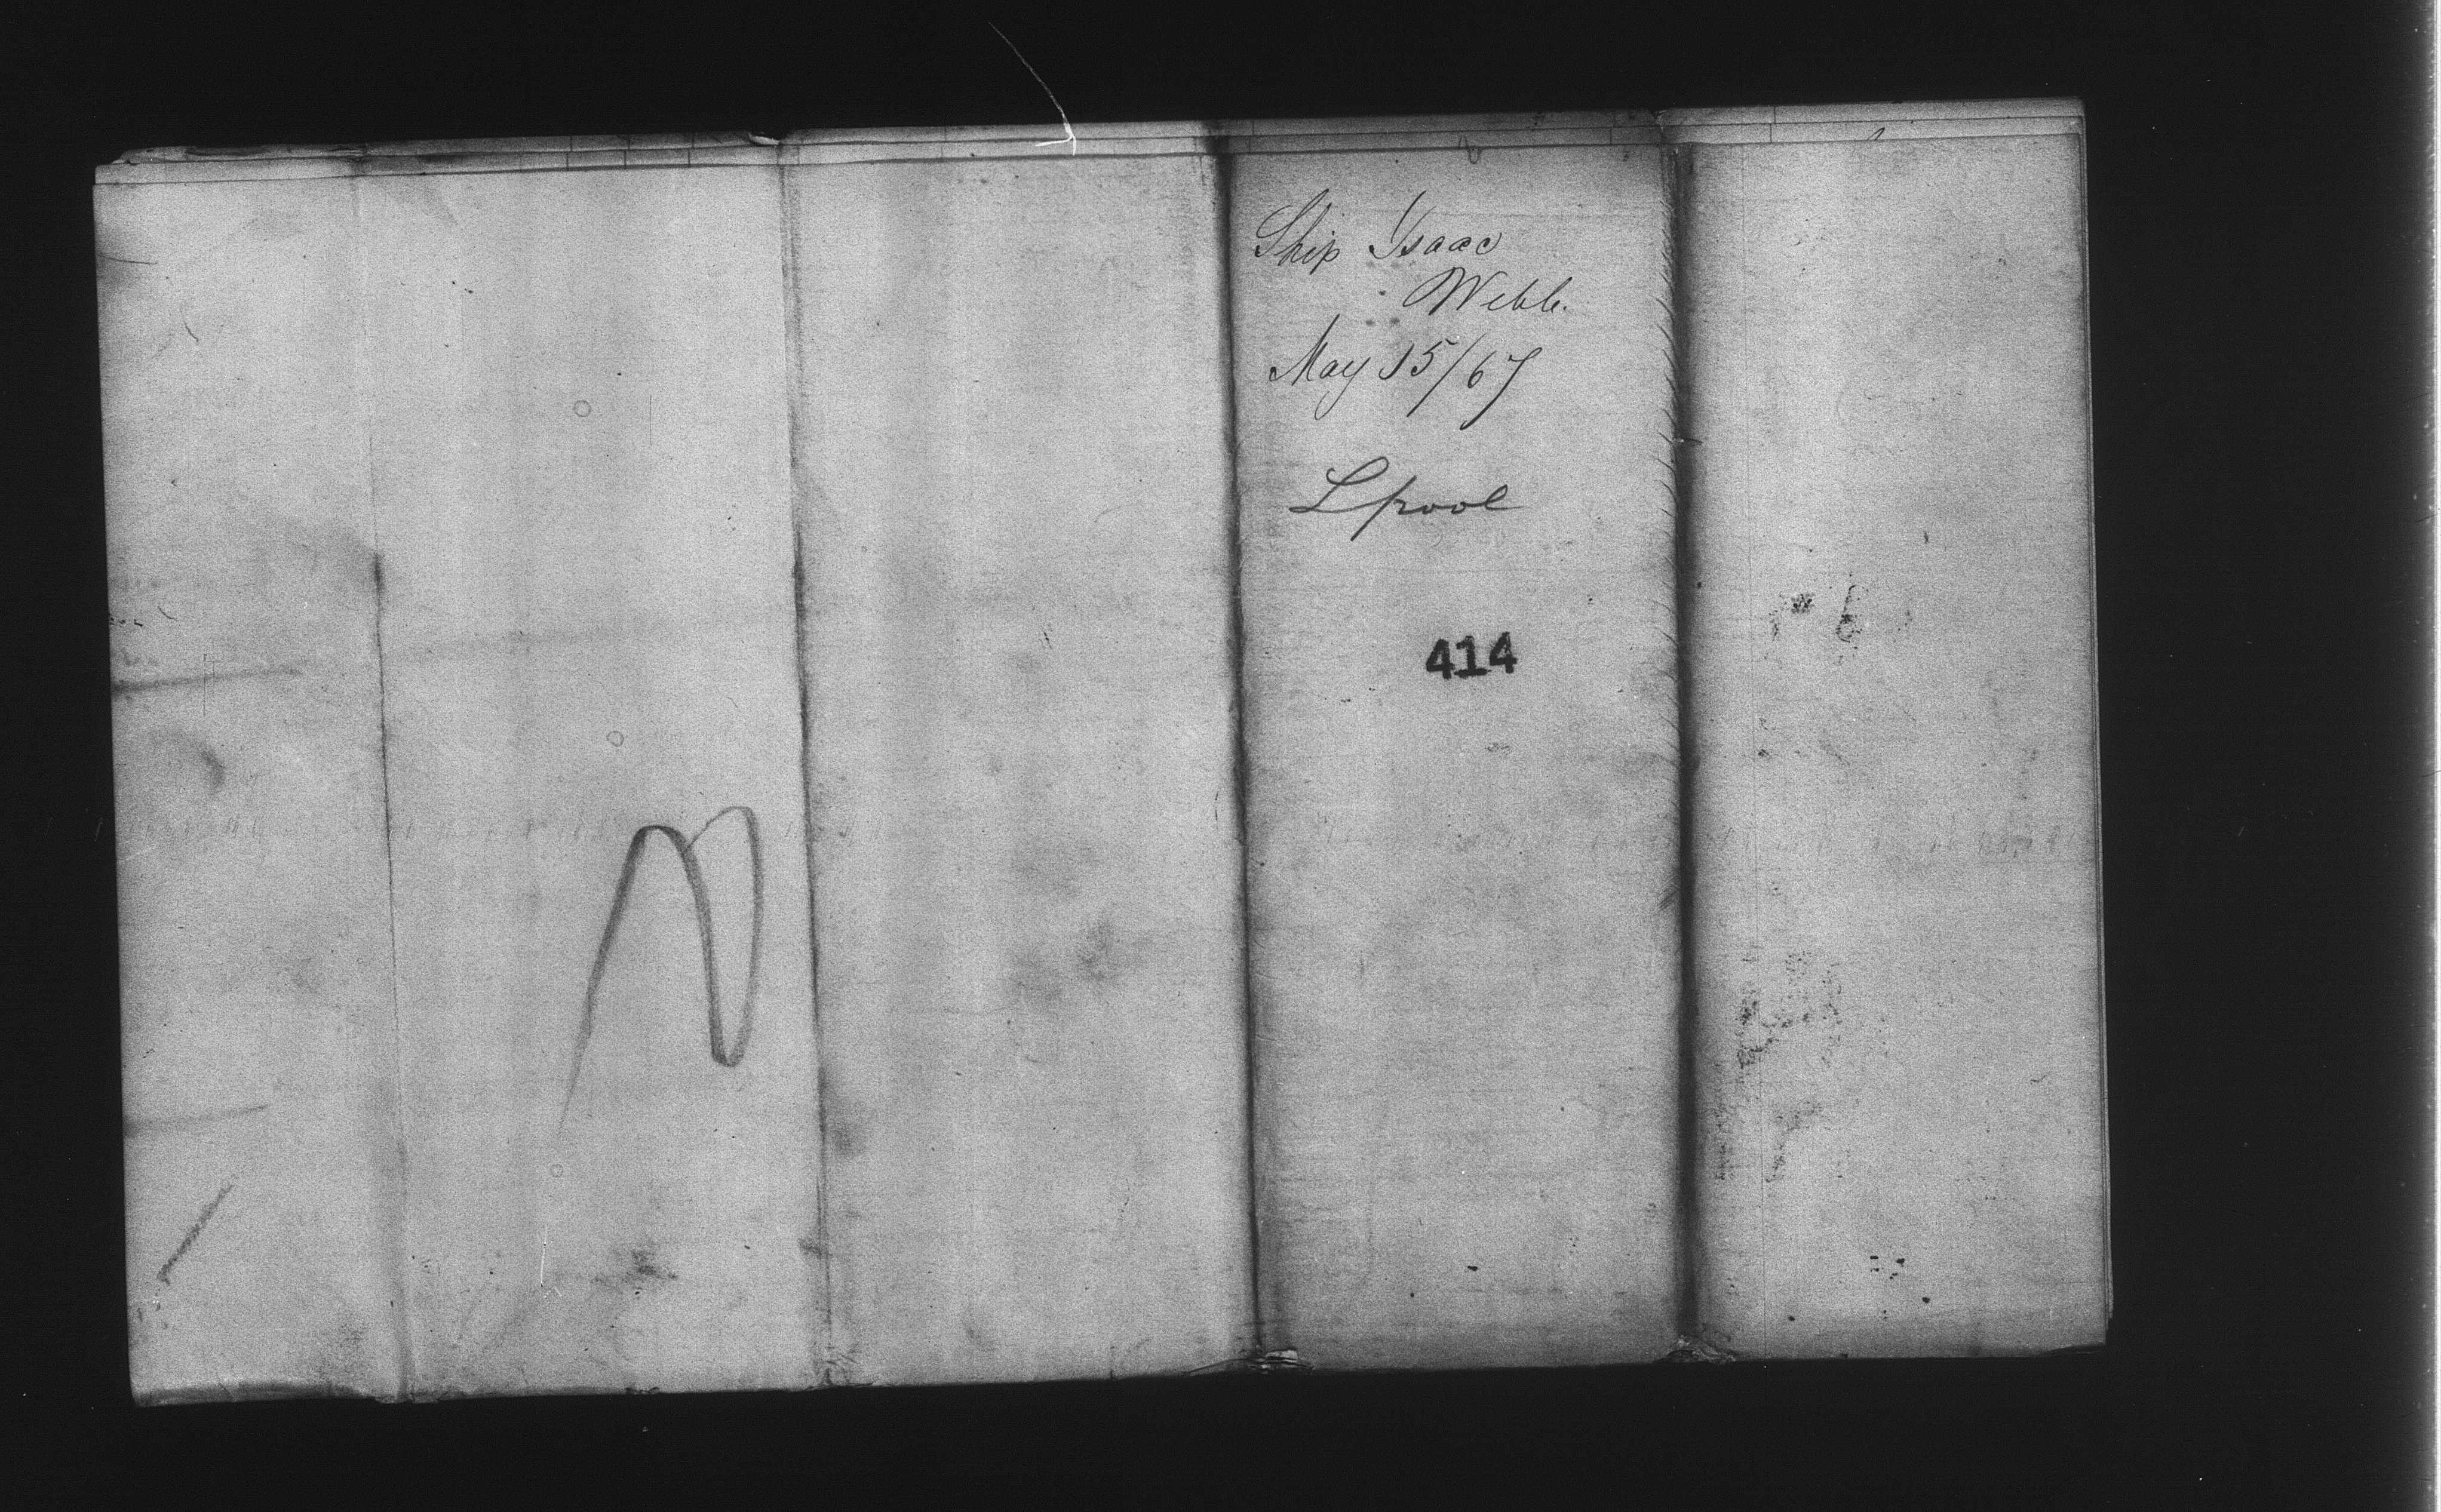 Ship Isaac
Webb.
May 15/67
Lpool
414